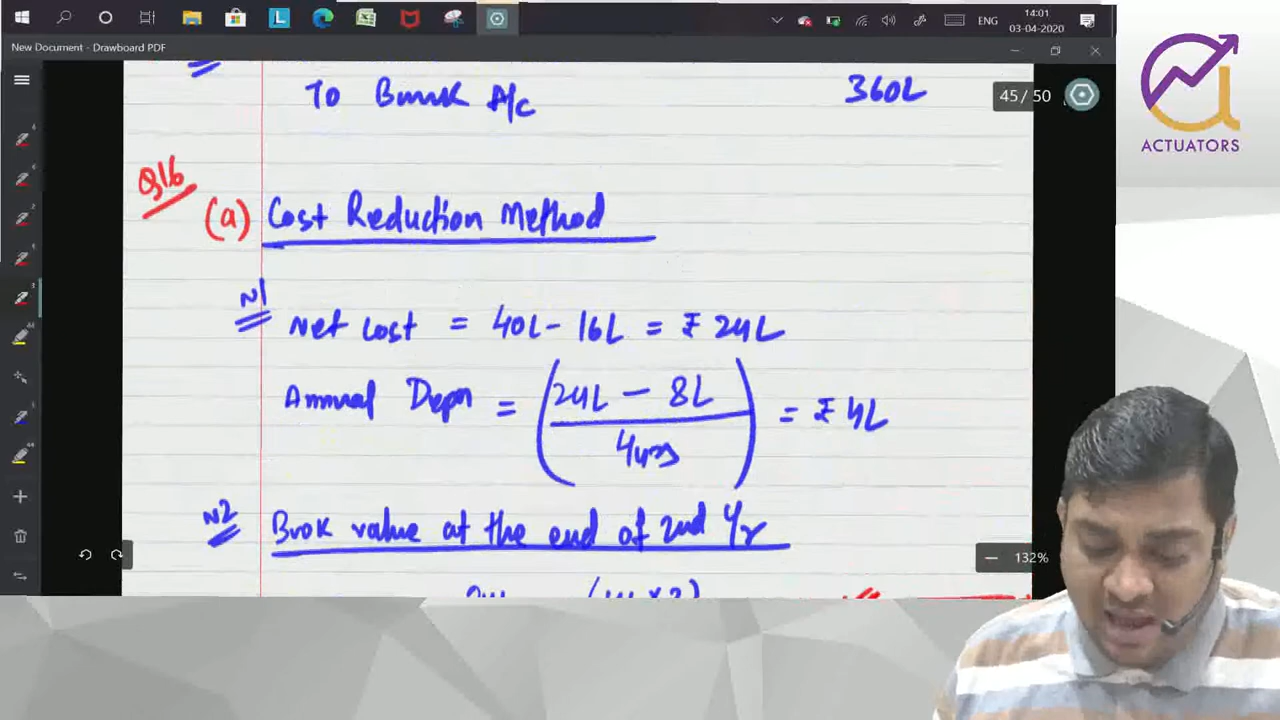 14:01
ENG
03-04-2020
New Document - Drawboard PDF
To Bank A/c 360L
45 / 50
ACTUATORS
Q16
(a) Cost Reduction Method
N1
Net Cost = 40L - 16L = ₹ 24L
Annual Depn = (24L - 8L / 4yrs) = ₹ 4L
N2
Book value at the end of 2nd Yr
132%